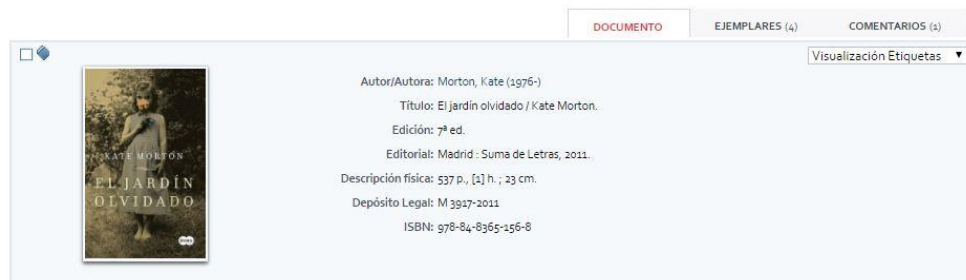 DOCUMENTO EJEMPLARES (4) COMENTARIOS (1)
Visualización Etiquetas
Autor/Autora: Morton, Kate (1976-)
Título: El jardín olvidado / Kate Morton.
Edición: 7ª ed.
Editorial: Madrid : Suma de Letras, 2011.
Descripción física: 537 p., [1] h. ; 23 cm.
Depósito Legal: M 3917-2011
ISBN: 978-84-8365-156-8
KATE MORTON
EL JARDÍN
OLVIDADO